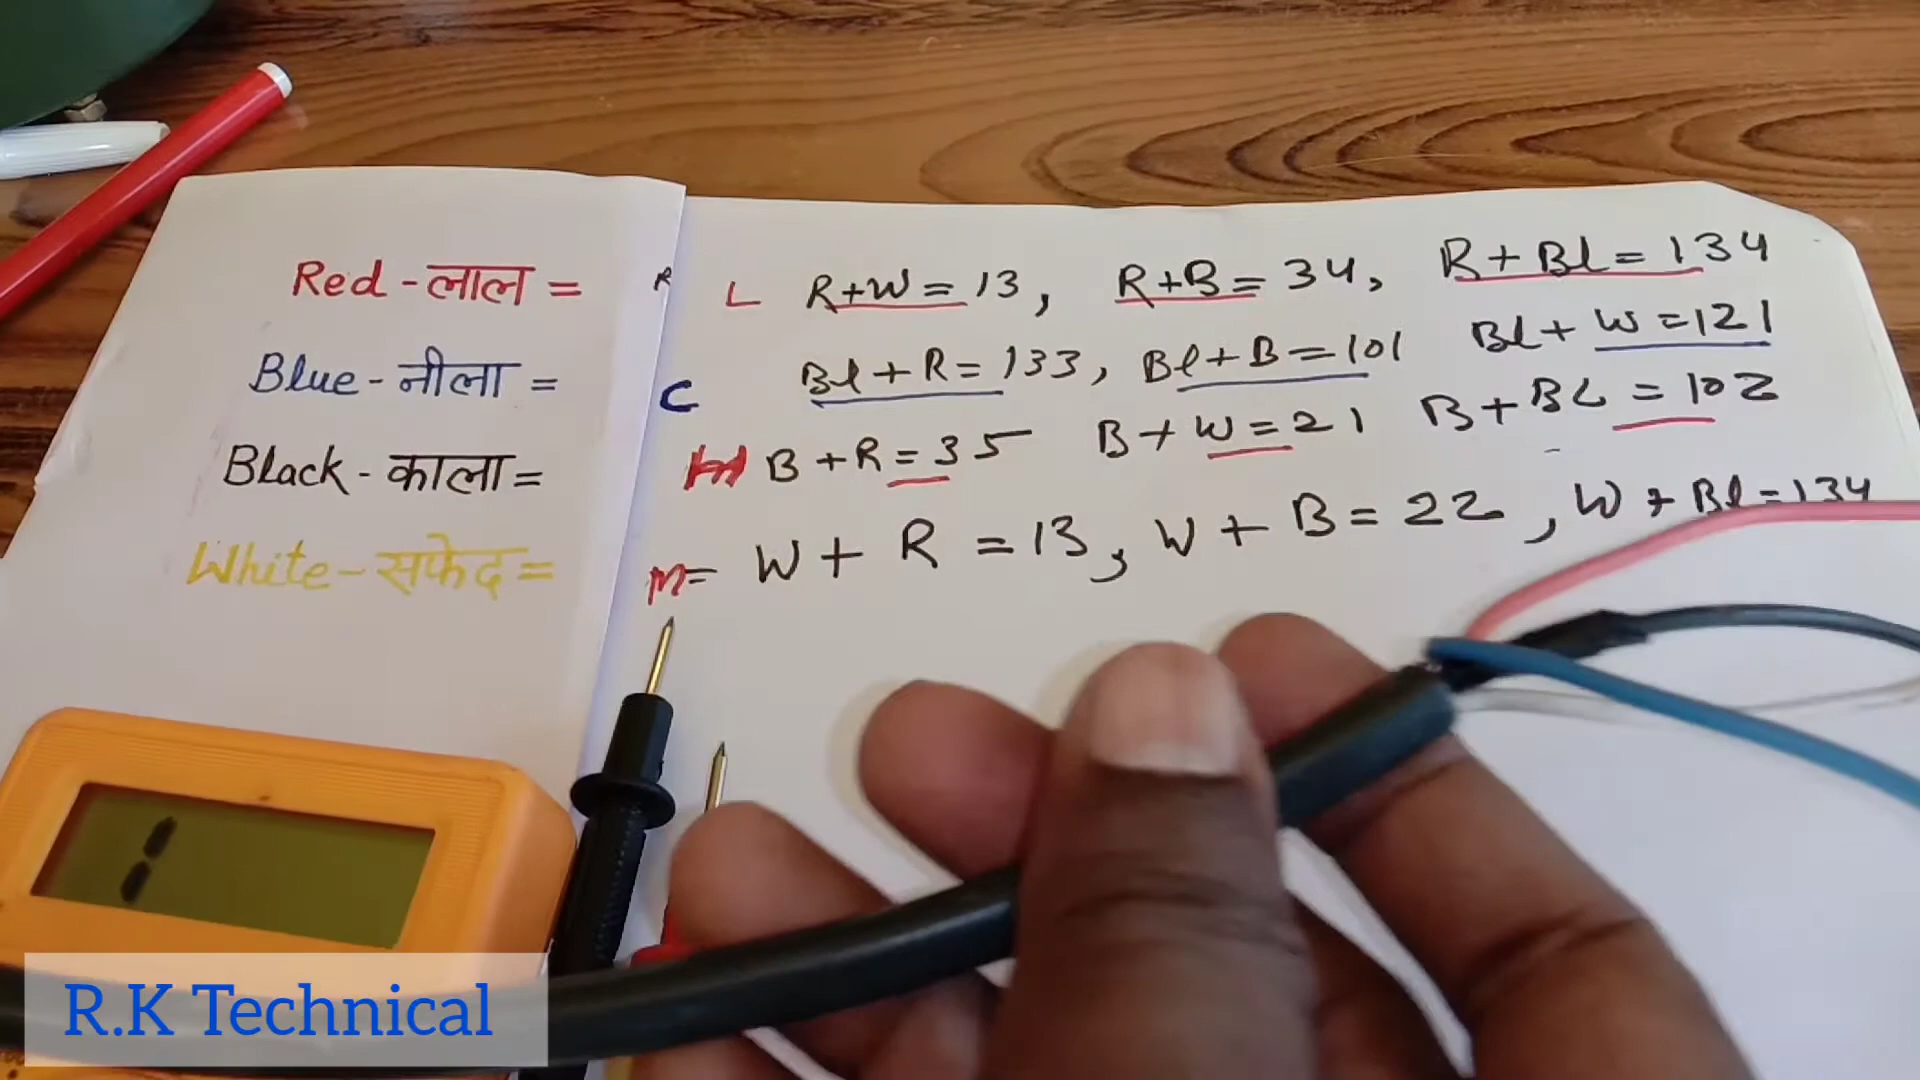 Red - लाल =
Blue - नीला =
Black - काला =
White - सफेद =
R
L R+W = 13, R+B = 34, R+Bl = 134
C Bl+R = 133, Bl+B = 101 Bl+W = 121
H B+R = 35 B+W = 21 B+BL = 102
M= W+R = 13, W+B = 22, W+Bl = 134
R.K Technical